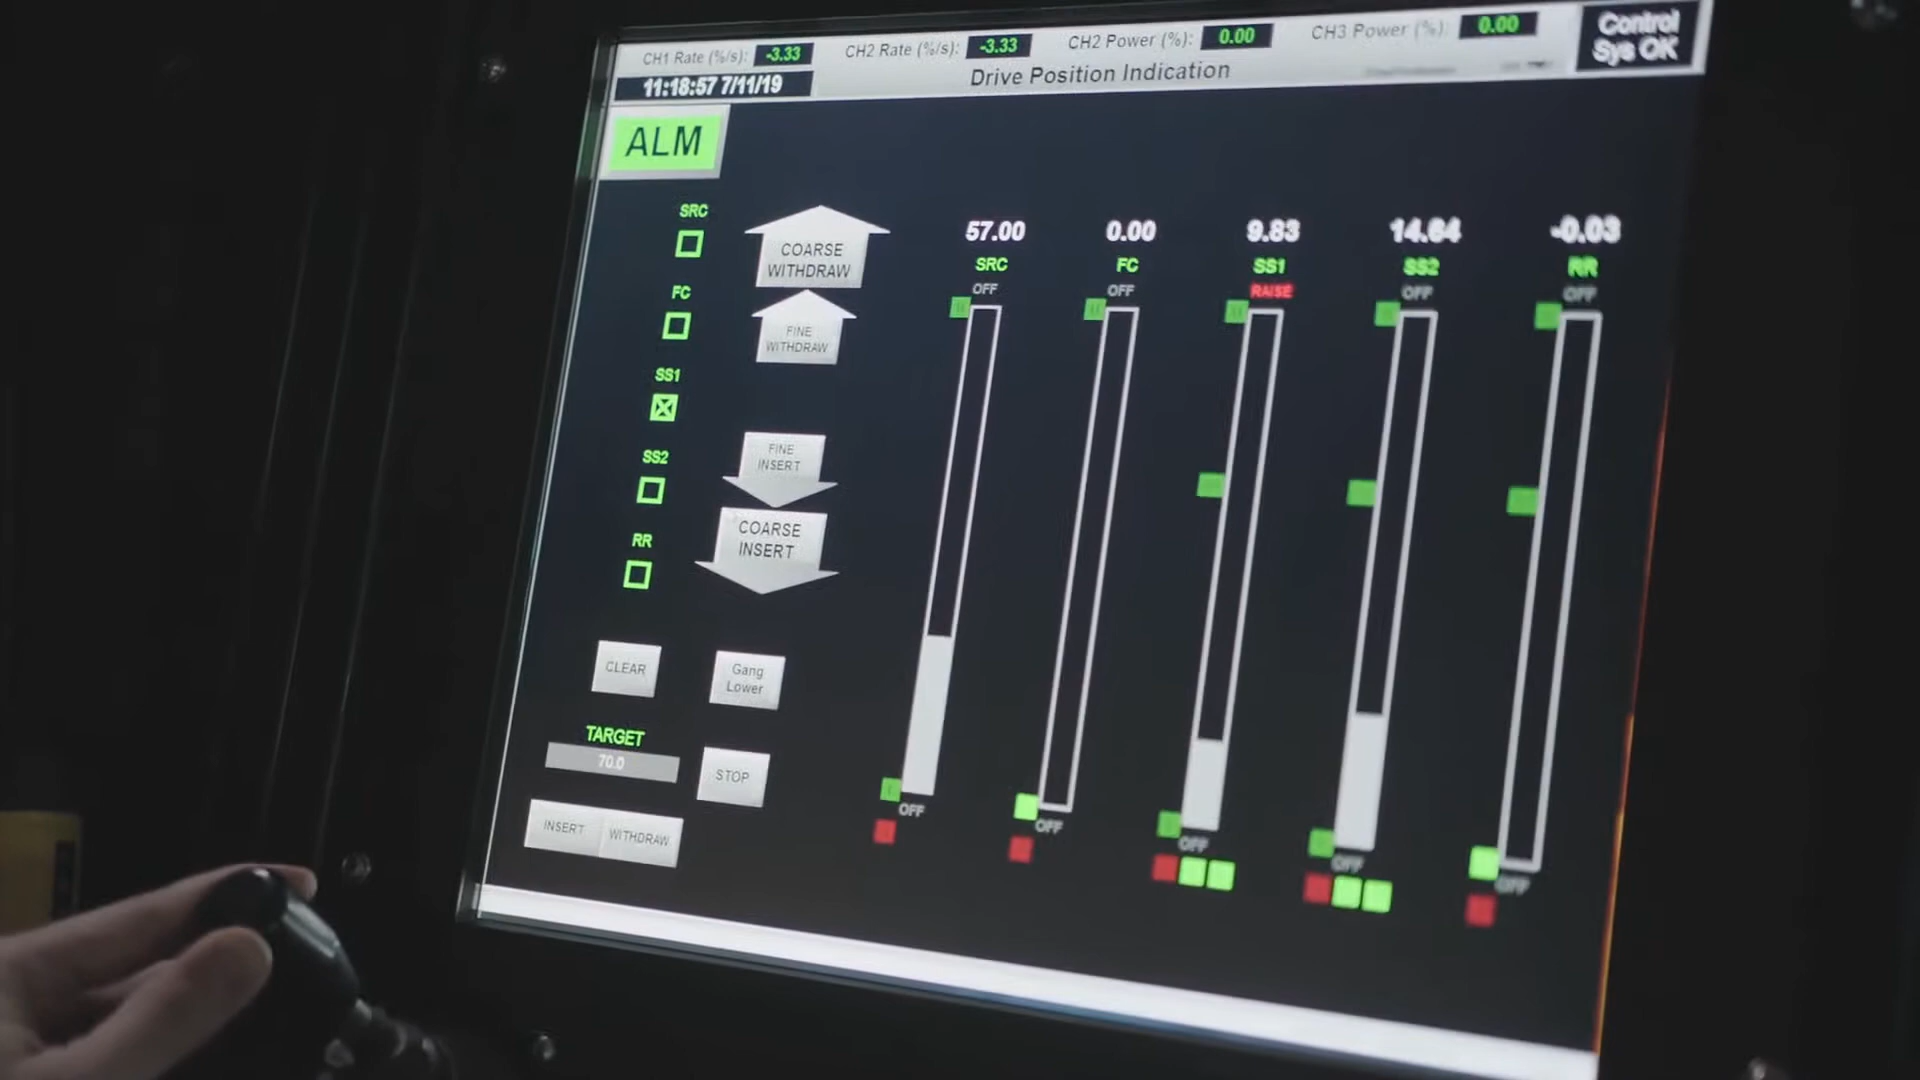 CH1 Rate (%/s): -3.33 CH2 Rate (%/s): -3.33 CH2 Power (%): 0.00 CH3 Power (%): 0.00
Control
Sys OK
11:18:57 7/11/19
Drive Position Indication
ALM
SRC
FC
SS1
SS2
RR
COARSE
WITHDRAW
FINE
WITHDRAW
FINE
INSERT
COARSE
INSERT
CLEAR
Gang
Lower
TARGET
70.0
STOP
INSERT WITHDRAW
57.00 0.00 9.83 14.64 -0.03
SRC FC SS1 SS2 RR
OFF OFF RAISE OFF OFF
OFF OFF OFF OFF OFF